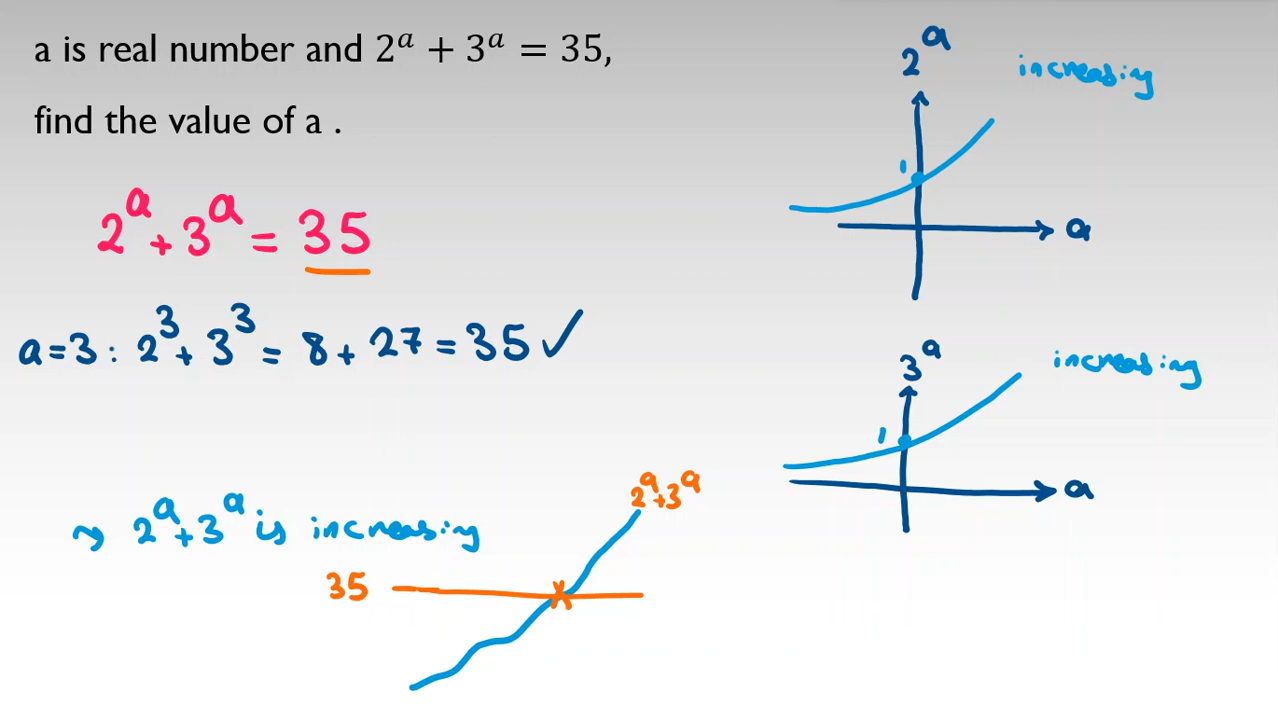 a is real number and 2^a + 3^a = 35,
find the value of a .
2^a + 3^a = 35
a = 3 : 2^3 + 3^3 = 8 + 27 = 35 ✓
⇝ 2^a + 3^a is increasing
35
2^a + 3^a
2^a
increasing
1
a
3^a
increasing
1
a